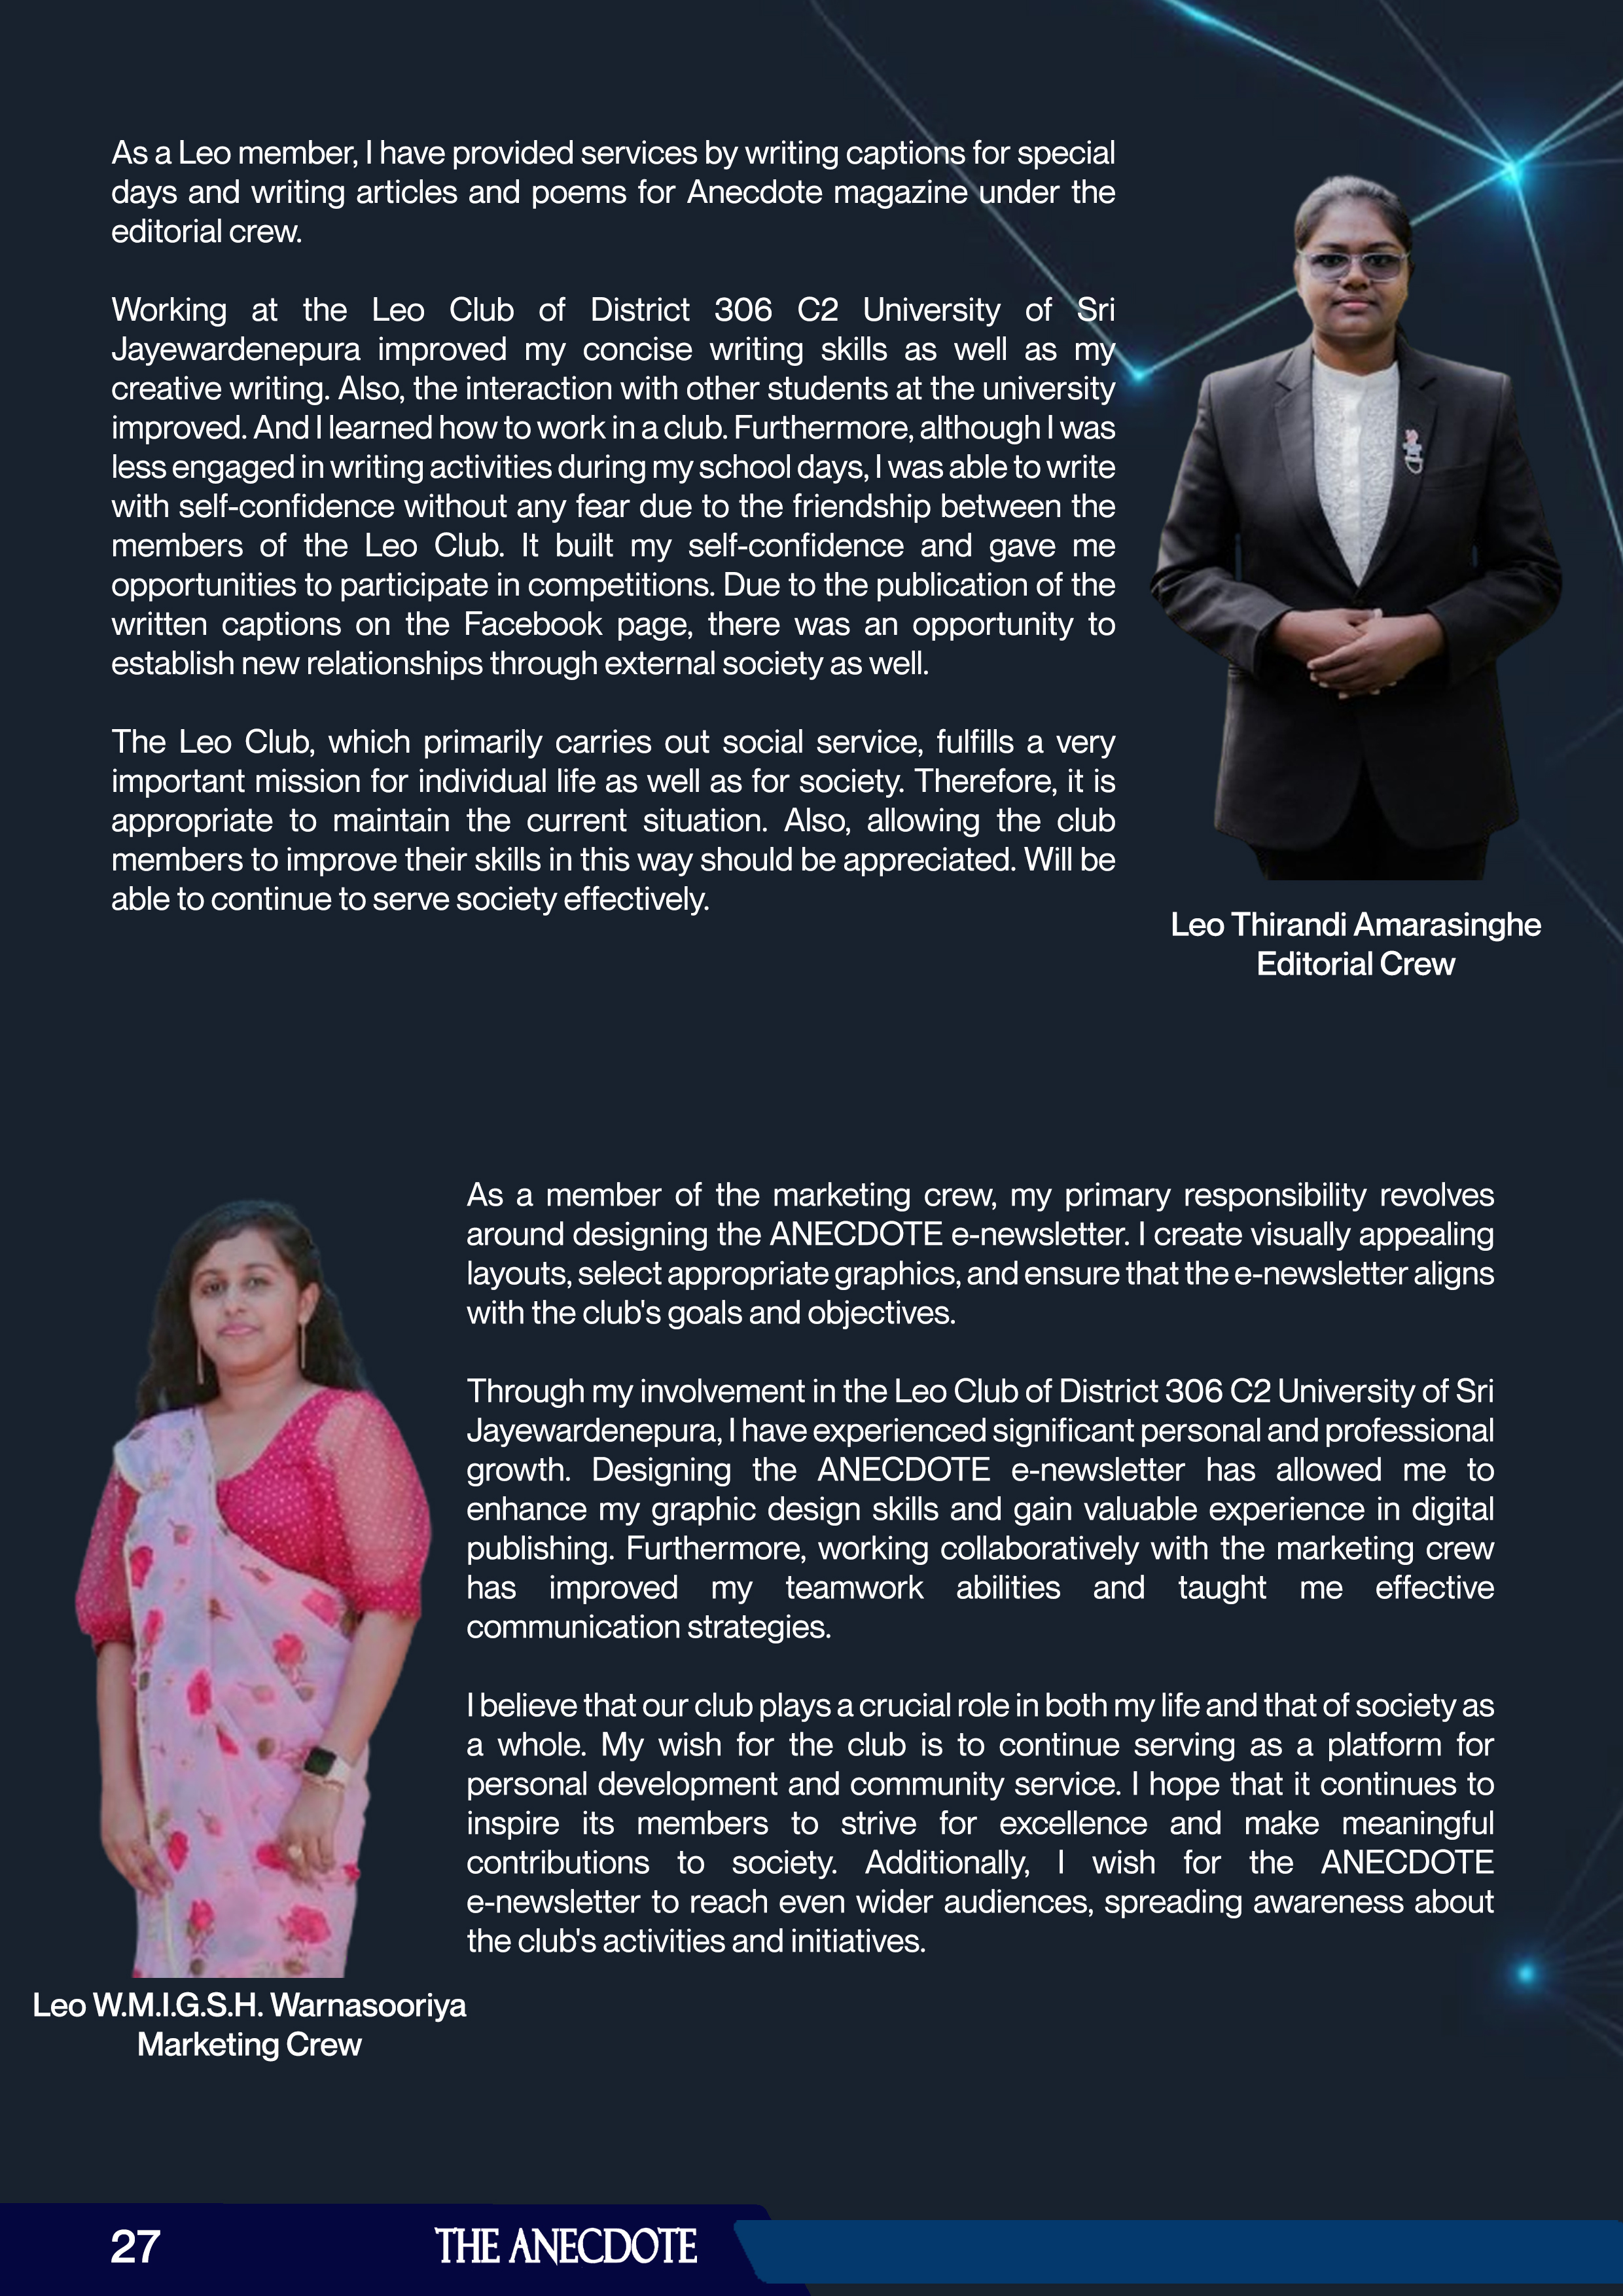 As a Leo member, I have provided services by writing captions for special
days and writing articles and poems for Anecdote magazine under the
editorial crew.
Working at the Leo Club of District 306 C2 University of Sri
Jayewardenepura improved my concise writing skills as well as my
creative writing. Also, the interaction with other students at the university
improved. And I learned how to work in a club. Furthermore, although I was
less engaged in writing activities during my school days, I was able to write
with self-confidence without any fear due to the friendship between the
members of the Leo Club. It built my self-confidence and gave me
opportunities to participate in competitions. Due to the publication of the
written captions on the Facebook page, there was an opportunity to
establish new relationships through external society as well.
The Leo Club, which primarily carries out social service, fulfills a very
important mission for individual life as well as for society. Therefore, it is
appropriate to maintain the current situation. Also, allowing the club
members to improve their skills in this way should be appreciated. Will be
able to continue to serve society effectively.
Leo Thirandi Amarasinghe
Editorial Crew
As a member of the marketing crew, my primary responsibility revolves
around designing the ANECDOTE e-newsletter. I create visually appealing
layouts, select appropriate graphics, and ensure that the e-newsletter aligns
with the club's goals and objectives.
Through my involvement in the Leo Club of District 306 C2 University of Sri
Jayewardenepura, I have experienced significant personal and professional
growth. Designing the ANECDOTE e-newsletter has allowed me to
enhance my graphic design skills and gain valuable experience in digital
publishing. Furthermore, working collaboratively with the marketing crew
has improved my teamwork abilities and taught me effective
communication strategies.
I believe that our club plays a crucial role in both my life and that of society as
a whole. My wish for the club is to continue serving as a platform for
personal development and community service. I hope that it continues to
inspire its members to strive for excellence and make meaningful
contributions to society. Additionally, I wish for the ANECDOTE
e-newsletter to reach even wider audiences, spreading awareness about
the club's activities and initiatives.
Leo W.M.I.G.S.H. Warnasooriya
Marketing Crew
27
THE ANECDOTE